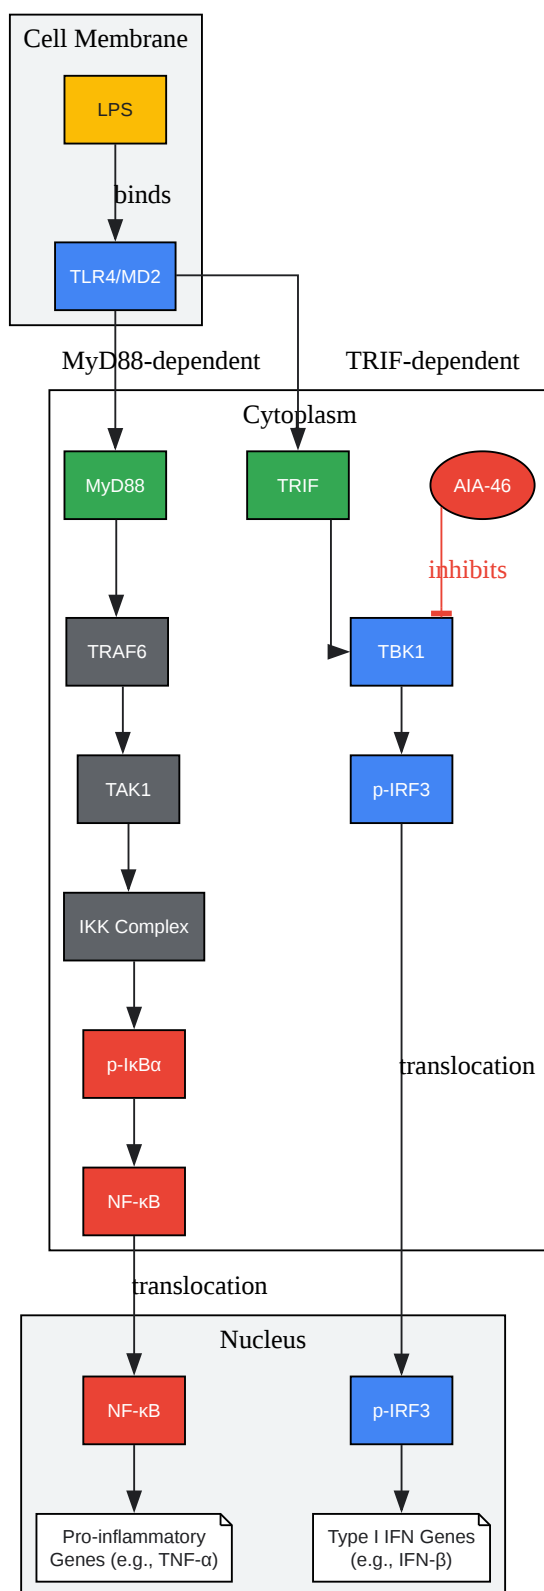 Cell Membrane
LPS
binds
TLR4/MD2
MyD88-dependent
TRIF-dependent
Cytoplasm
MyD88
TRIF
AIA-46
inhibits
TRAF6
TBK1
TAK1
p-IRF3
IKK Complex
p-IκBα
translocation
NF-κB
translocation
Nucleus
NF-κB
p-IRF3
Pro-inflammatory
Genes (e.g., TNF-α)
Type I IFN Genes
(e.g., IFN-β)